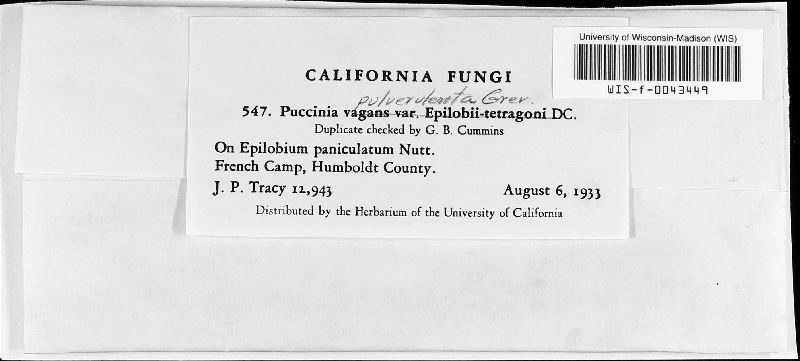 University of Wisconsin-Madison (WIS)
WIS-f-0043449
CALIFORNIA FUNGI
pulverulenta Grev.
547. Puccinia vagans var. Epilobii-tetragoni DC.
Duplicate checked by G. B. Cummins
On Epilobium paniculatum Nutt.
French Camp, Humboldt County.
J. P. Tracy 12,943 August 6, 1933
Distributed by the Herbarium of the University of California